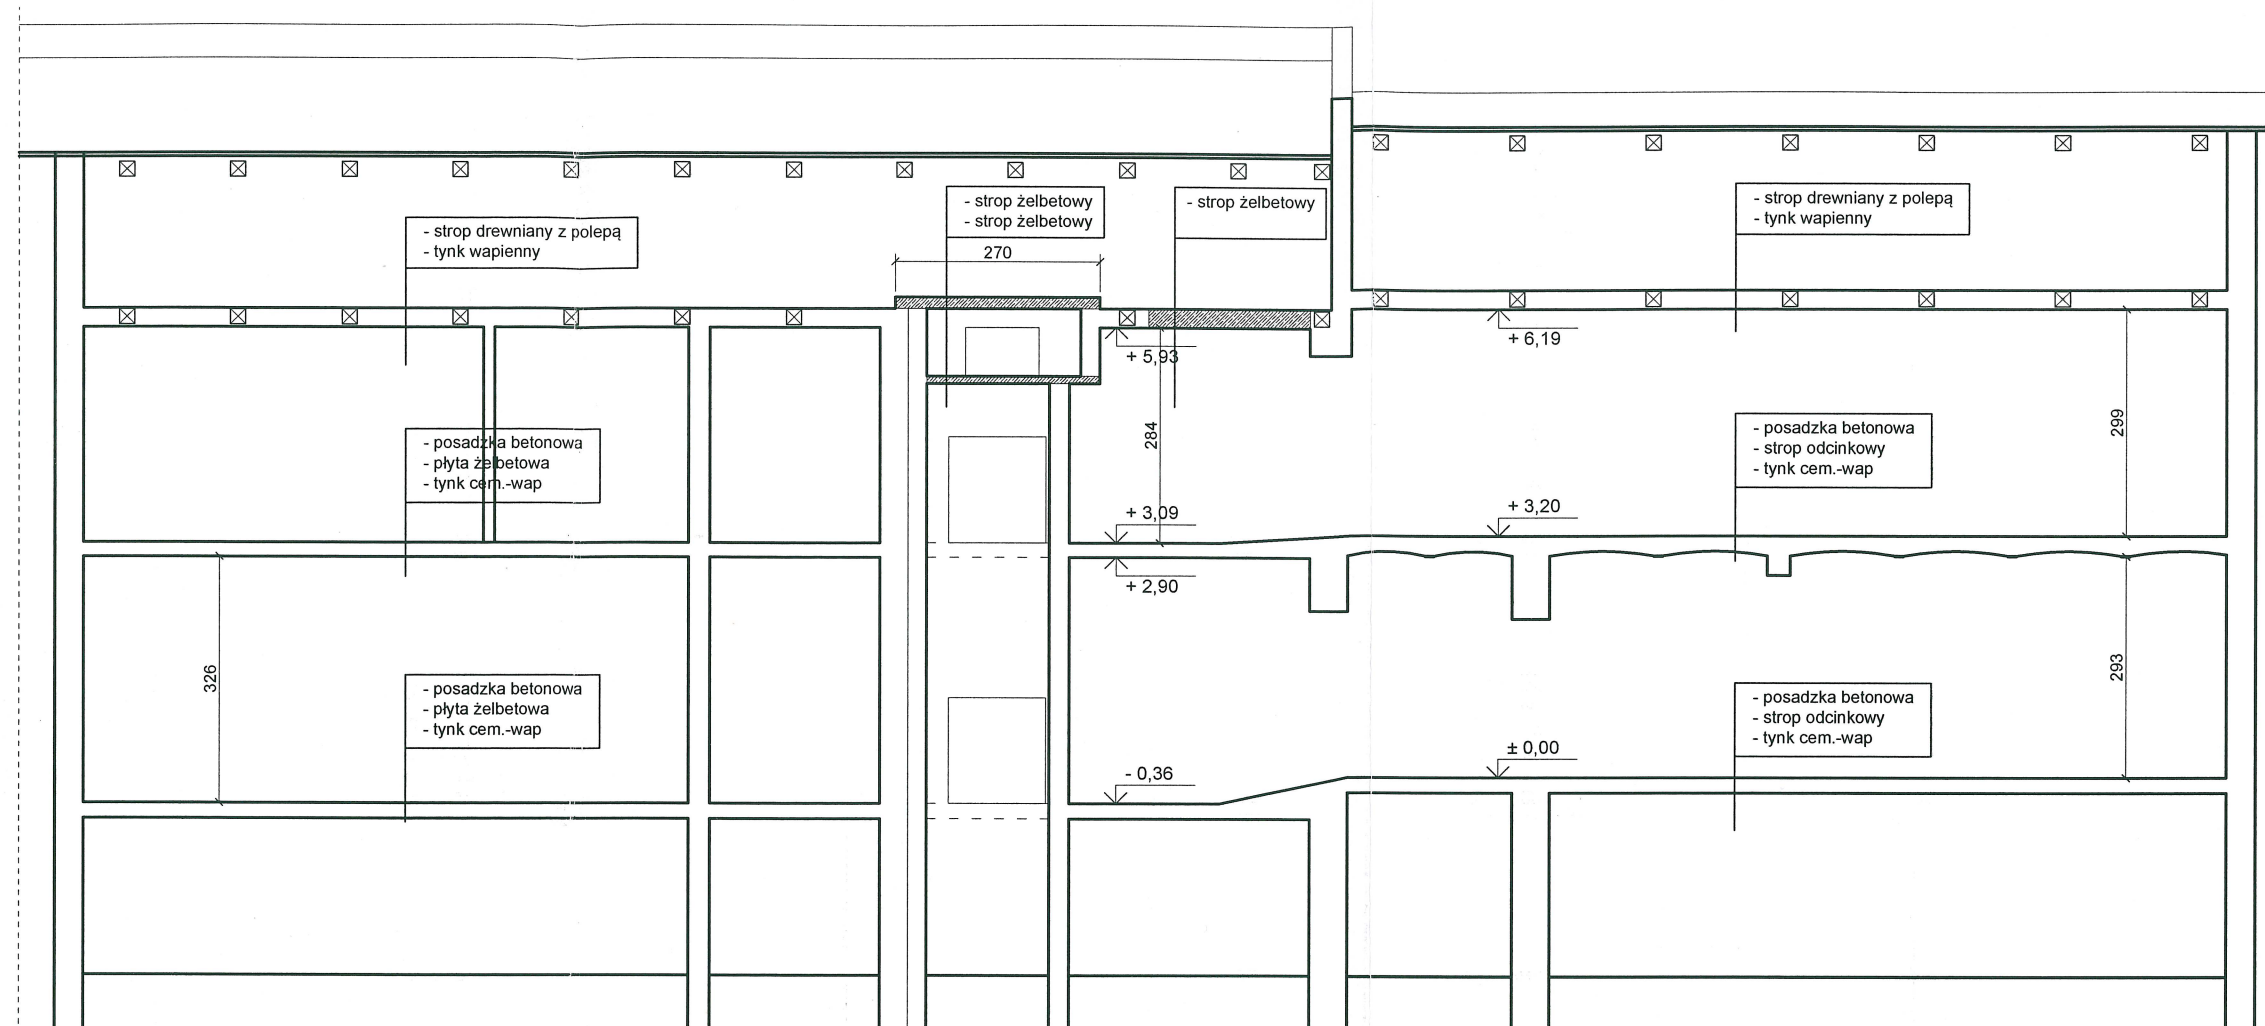 - strop żelbetowy
- strop żelbetowy
- strop żelbetowy
- strop drewniany z polepą
- tynk wapienny
- strop drewniany z polepą
- tynk wapienny
270
+ 5,93
+ 6,19
- posadzka betonowa
- płyta żelbetowa
- tynk cem.-wap
284
- posadzka betonowa
- strop odcinkowy
- tynk cem.-wap
299
+ 3,09
+ 3,20
+ 2,90
326
- posadzka betonowa
- płyta żelbetowa
- tynk cem.-wap
- posadzka betonowa
- strop odcinkowy
- tynk cem.-wap
293
- 0,36
± 0,00